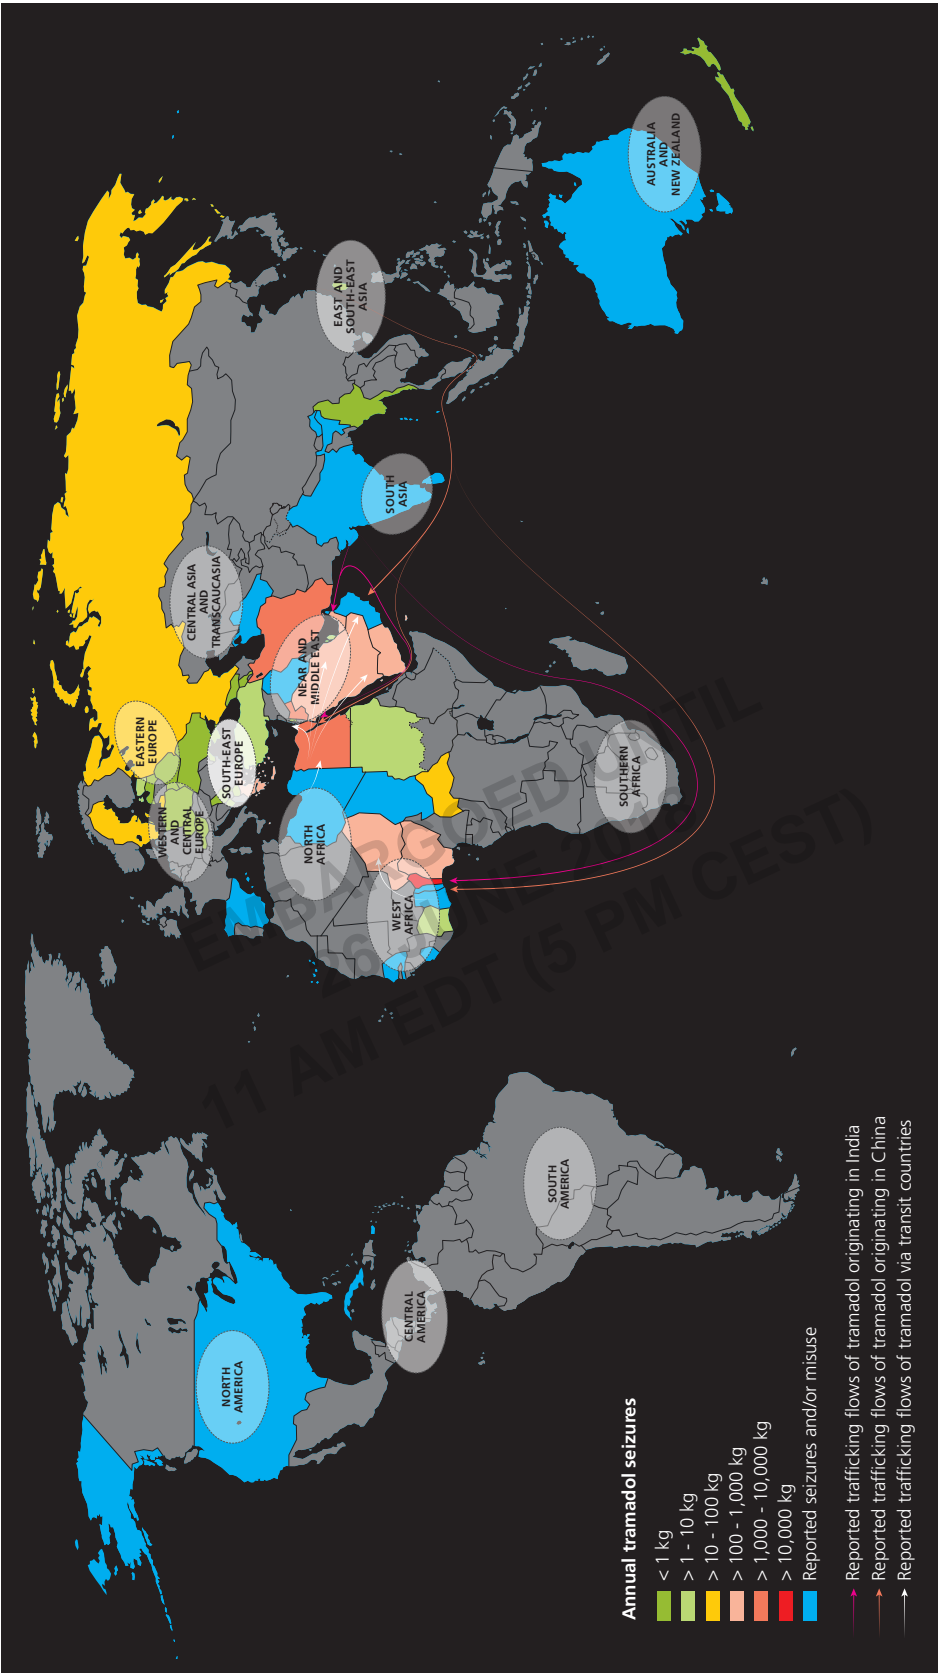 NORTH
AMERICA
CENTRAL
AMERICA
SOUTH
AMERICA
WESTERN
AND
CENTRAL
EUROPE
EASTERN
EUROPE
SOUTH-EAST
EUROPE
NORTH
AFRICA
WEST
AFRICA
SOUTHERN
AFRICA
NEAR AND
MIDDLE EAST
CENTRAL ASIA
AND
TRANSCAUCASIA
SOUTH
ASIA
EAST AND
SOUTH-EAST
ASIA
AUSTRALIA
AND
NEW ZEALAND
EMBARGOED UNTIL
26 JUNE 2018
11 AM EDT (5 PM CEST)
Annual tramadol seizures
< 1 kg
> 1 - 10 kg
> 10 - 100 kg
> 100 - 1,000 kg
> 1,000 - 10,000 kg
> 10,000 kg
Reported seizures and/or misuse
Reported trafficking flows of tramadol originating in India
Reported trafficking flows of tramadol originating in China
Reported trafficking flows of tramadol via transit countries